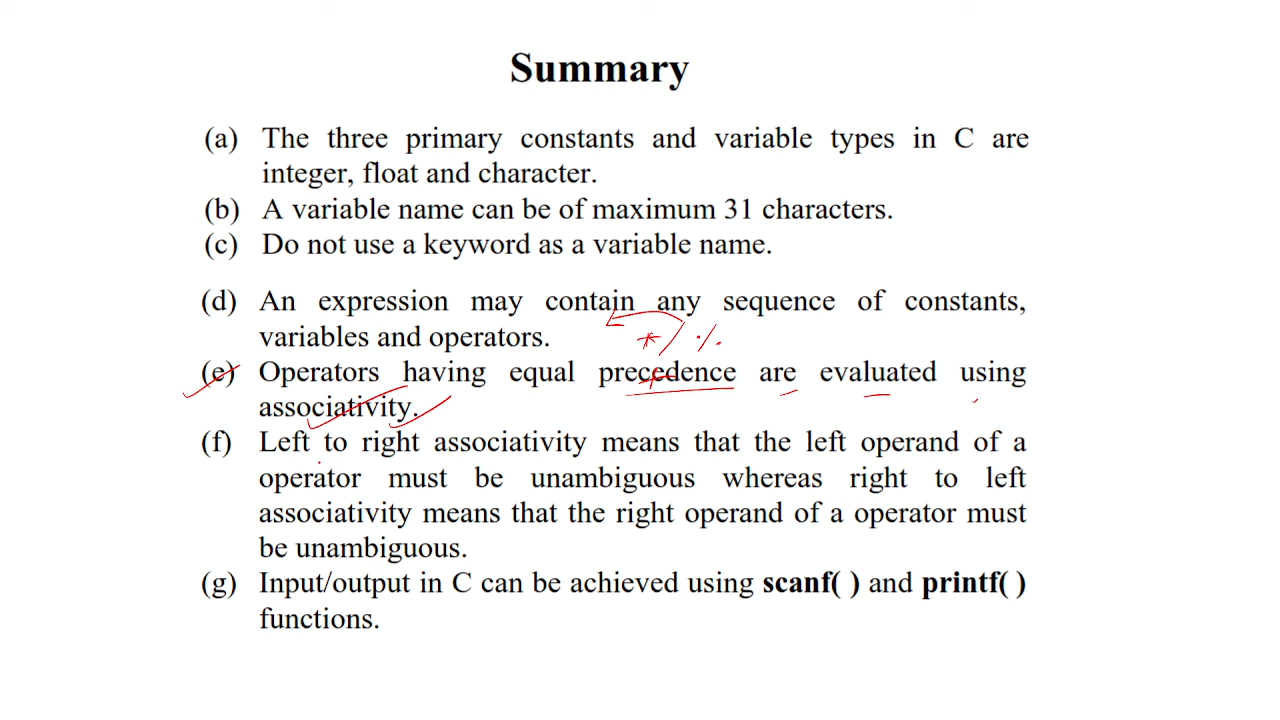 Summary
(a) The three primary constants and variable types in C are
integer, float and character.
(b) A variable name can be of maximum 31 characters.
(c) Do not use a keyword as a variable name.
(d) An expression may contain any sequence of constants,
variables and operators.
* / %
(e) Operators having equal precedence are evaluated using
associativity.
(f) Left to right associativity means that the left operand of a
operator must be unambiguous whereas right to left
associativity means that the right operand of a operator must
be unambiguous.
(g) Input/output in C can be achieved using scanf( ) and printf( )
functions.